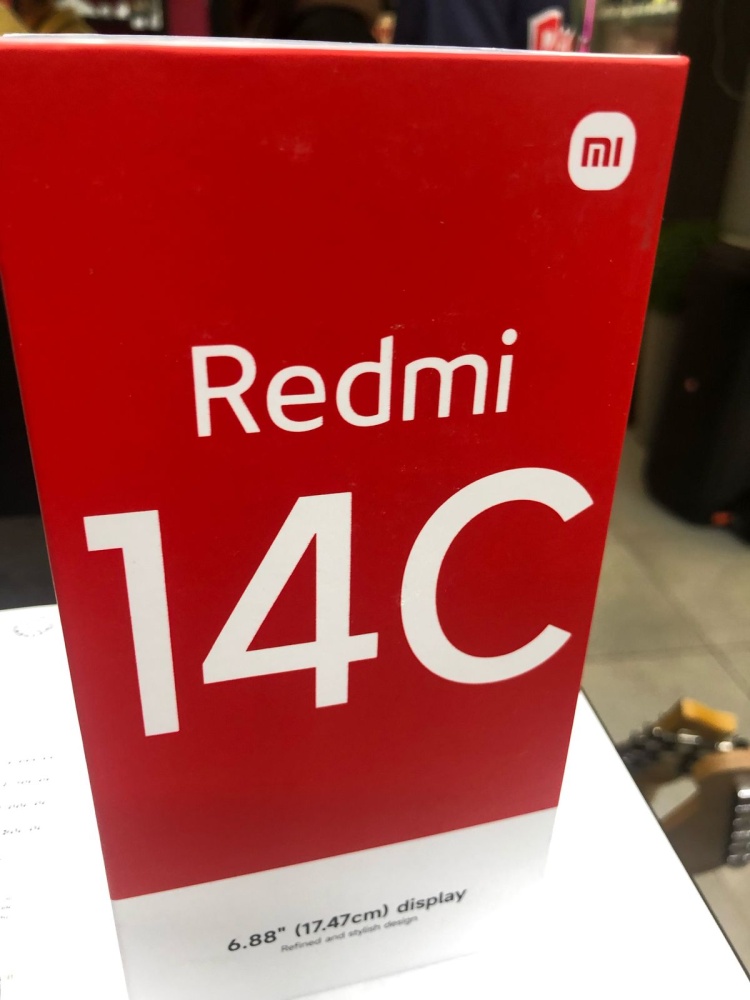 mi
Redmi
14C
6.88" (17.47cm) display
Refined and stylish design